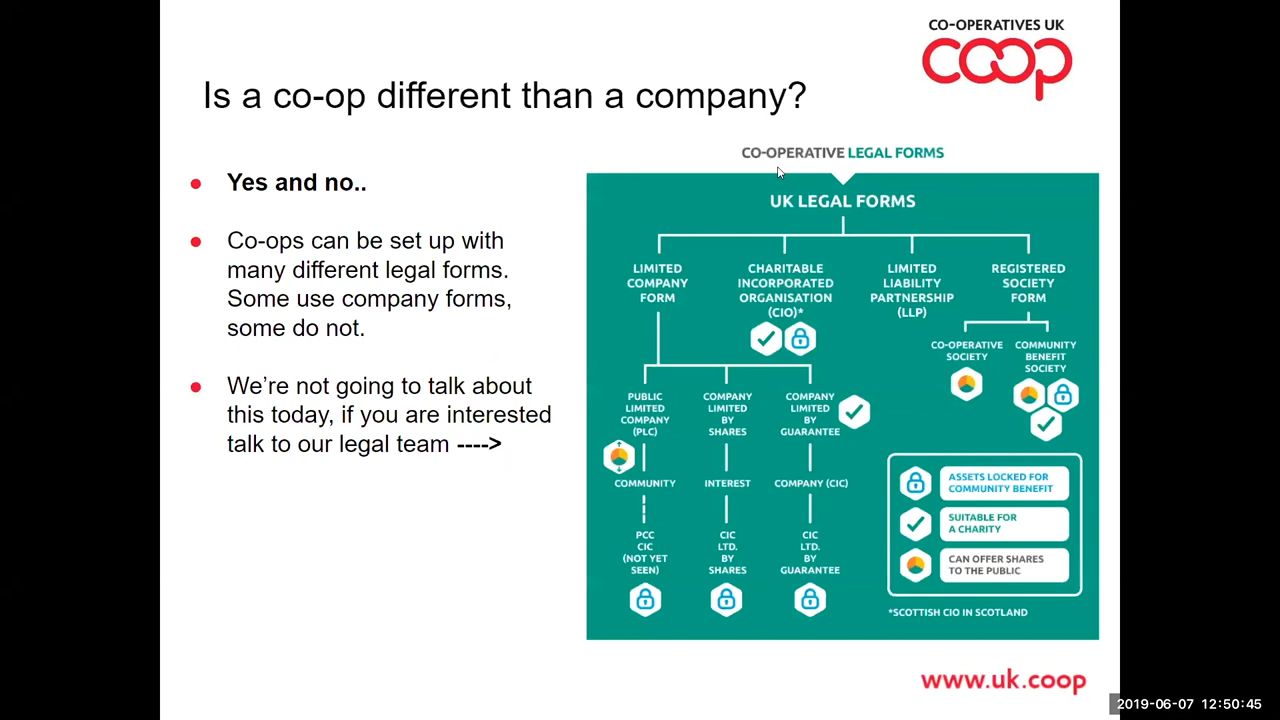 CO-OPERATIVES UK
coop
Is a co-op different than a company?
Yes and no..
Co-ops can be set up with
many different legal forms.
Some use company forms,
some do not.
We’re not going to talk about
this today, if you are interested
talk to our legal team ---->
CO-OPERATIVE LEGAL FORMS
UK LEGAL FORMS
LIMITED
COMPANY
FORM
CHARITABLE
INCORPORATED
ORGANISATION
(CIO)*
LIMITED
LIABILITY
PARTNERSHIP
(LLP)
REGISTERED
SOCIETY
FORM
CO-OPERATIVE
SOCIETY
COMMUNITY
BENEFIT
SOCIETY
PUBLIC
LIMITED
COMPANY
(PLC)
COMPANY
LIMITED
BY
SHARES
COMPANY
LIMITED
BY
GUARANTEE
COMMUNITY
INTEREST
COMPANY (CIC)
PCC
CIC
(NOT YET
SEEN)
CIC
LTD.
BY
SHARES
CIC
LTD.
BY
GUARANTEE
ASSETS LOCKED FOR
COMMUNITY BENEFIT
SUITABLE FOR
A CHARITY
CAN OFFER SHARES
TO THE PUBLIC
*SCOTTISH CIO IN SCOTLAND
www.uk.coop
2019-06-07 12:50:45